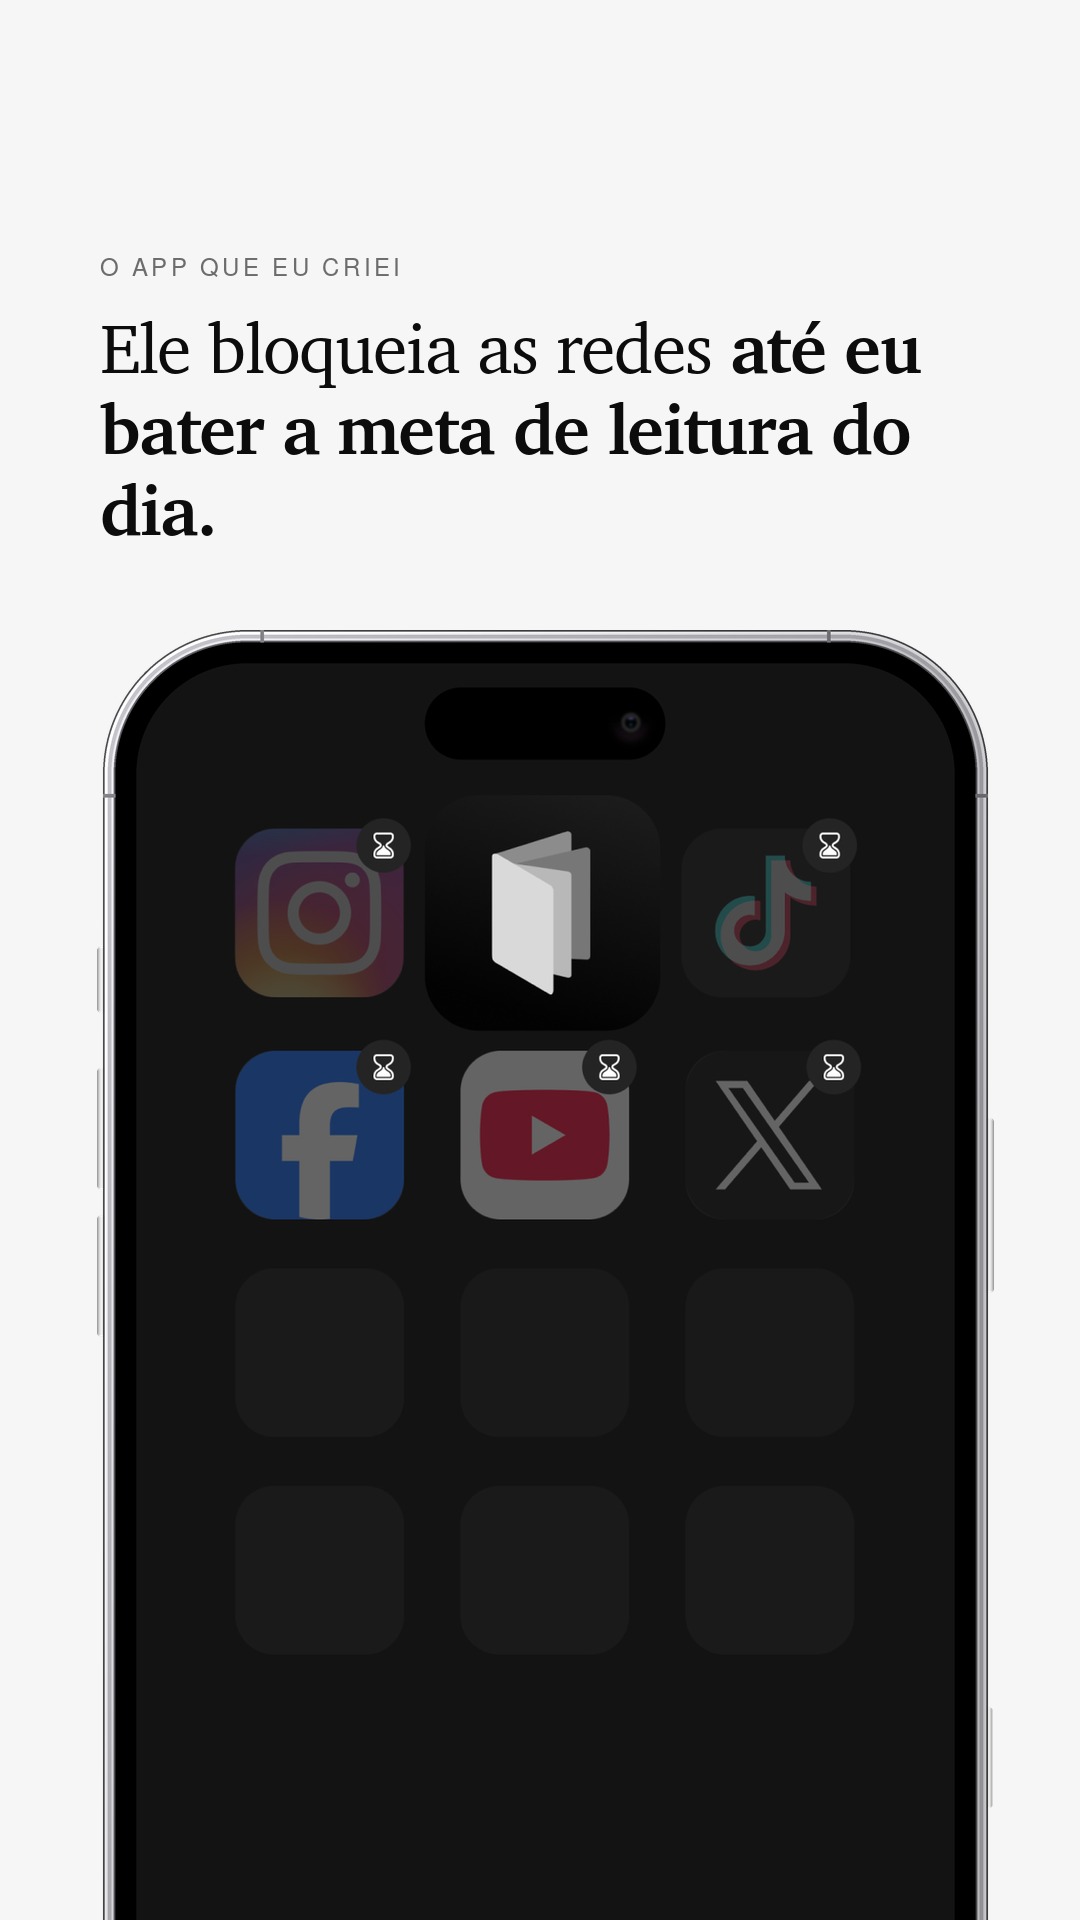 O APP QUE EU CRIEI
Ele bloqueia as redes até eu
bater a meta de leitura do
dia.